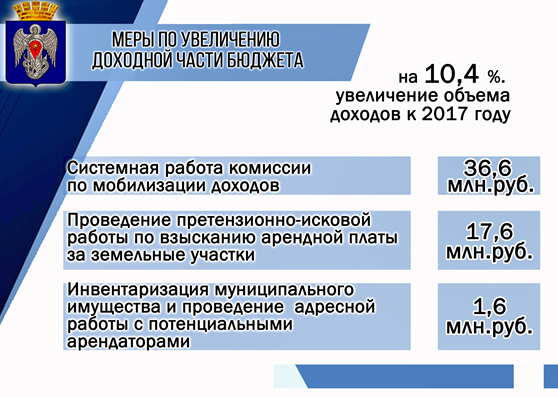 МЕРЫ ПО УВЕЛИЧЕНИЮ
ДОХОДНОЙ ЧАСТИ БЮДЖЕТА
на 10,4 %.
увеличение объема
доходов к 2017 году
Системная работа комиссии
по мобилизации доходов
36,6
млн.руб.
Проведение претензионно-исковой
работы по взысканию арендной платы
за земельные участки
17,6
млн.руб.
Инвентаризация муниципального
имущества и проведение адресной
работы с потенциальными
арендаторами
1,6
млн.руб.